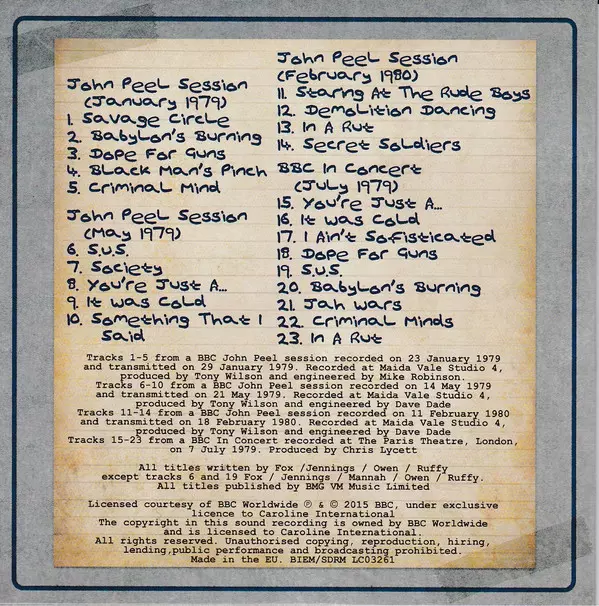 John Peel Session
(January 1979)
1. Savage Circle
2. Babylon's Burning
3. Dope For Guns
4. Black Man's Pinch
5. Criminal Mind
John Peel Session
(May 1979)
6. S.U.S.
7. Society
8. You're Just A...
9. It Was Cold
10. Something That I
Said
John Peel Session
(February 1980)
11. Staring At The Rude Boys
12. Demolition Dancing
13. In A Rut
14. Secret Soldiers
BBC In Concert
(July 1979)
15. You're Just A...
16. It Was Cold
17. I Ain't Sofisticated
18. Dope For Guns
19. S.U.S.
20. Babylon's Burning
21. Jah Wars
22. Criminal Minds
23. In A Rut
Tracks 1-5 from a BBC John Peel session recorded on 23 January 1979
and transmitted on 29 January 1979. Recorded at Maida Vale Studio 4,
produced by Tony Wilson and engineered by Mike Robinson.
Tracks 6-10 from a BBC John Peel session recorded on 14 May 1979
and transmitted on 21 May 1979. Recorded at Maida Vale Studio 4,
produced by Tony Wilson and engineered by Dave Dade
Tracks 11-14 from a BBC John Peel session recorded on 11 February 1980
and transmitted on 18 February 1980. Recorded at Maida Vale Studio 4,
produced by Tony Wilson and engineered by Dave Dade
Tracks 15-23 from a BBC In Concert recorded at The Paris Theatre, London,
on 7 July 1979. Produced by Chris Lycett
All titles written by Fox /Jennings / Owen / Ruffy
except tracks 6 and 19 Fox / Jennings / Mannah / Owen / Ruffy.
All titles published by BMG VM Music Limited
Licensed courtesy of BBC Worldwide ℗ & © 2015 BBC, under exclusive
licence to Caroline International
The copyright in this sound recording is owned by BBC Worldwide
and is licensed to Caroline International.
All rights reserved. Unauthorised copying, reproduction, hiring,
lending,public performance and broadcasting prohibited.
Made in the EU. BIEM/SDRM LC03261